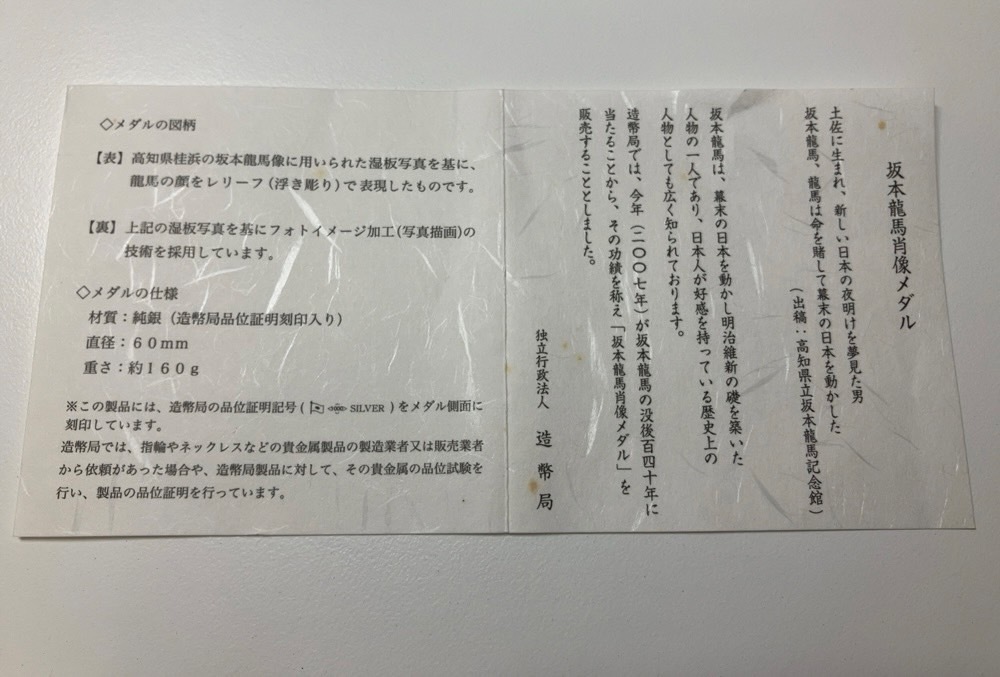 坂本龍馬肖像メダル
土佐に生まれ、新しい日本の夜明けを夢見た男
坂本龍馬、龍馬は命を賭して幕末の日本を動かした
（出稿：高知県立坂本龍馬記念館）
坂本龍馬は、幕末の日本を動かし明治維新の礎を築いた
人物の一人であり、日本人が好感を持っている歴史上の
人物としても広く知られております。
造幣局では、今年（二〇〇七年）が坂本龍馬の没後百四十年に
当たることから、その功績を称え「坂本龍馬肖像メダル」を
販売することとしました。
独立行政法人 造幣局
◇メダルの図柄
【表】高知県桂浜の坂本龍馬像に用いられた湿板写真を基に、
龍馬の顔をレリーフ（浮き彫り）で表現したものです。
【裏】上記の湿板写真を基にフォトイメージ加工（写真描画）の
技術を採用しています。
◇メダルの仕様
材質：純銀（造幣局品位証明刻印入り）
直径：６０mm
重さ：約１６０g
※この製品には、造幣局の品位証明記号（ SILVER ）をメダル側面に
刻印しています。
造幣局では、指輪やネックレスなどの貴金属製品の製造業者又は販売業者
から依頼があった場合や、造幣局製品に対して、その貴金属の品位試験を
行い、製品の品位証明を行っています。